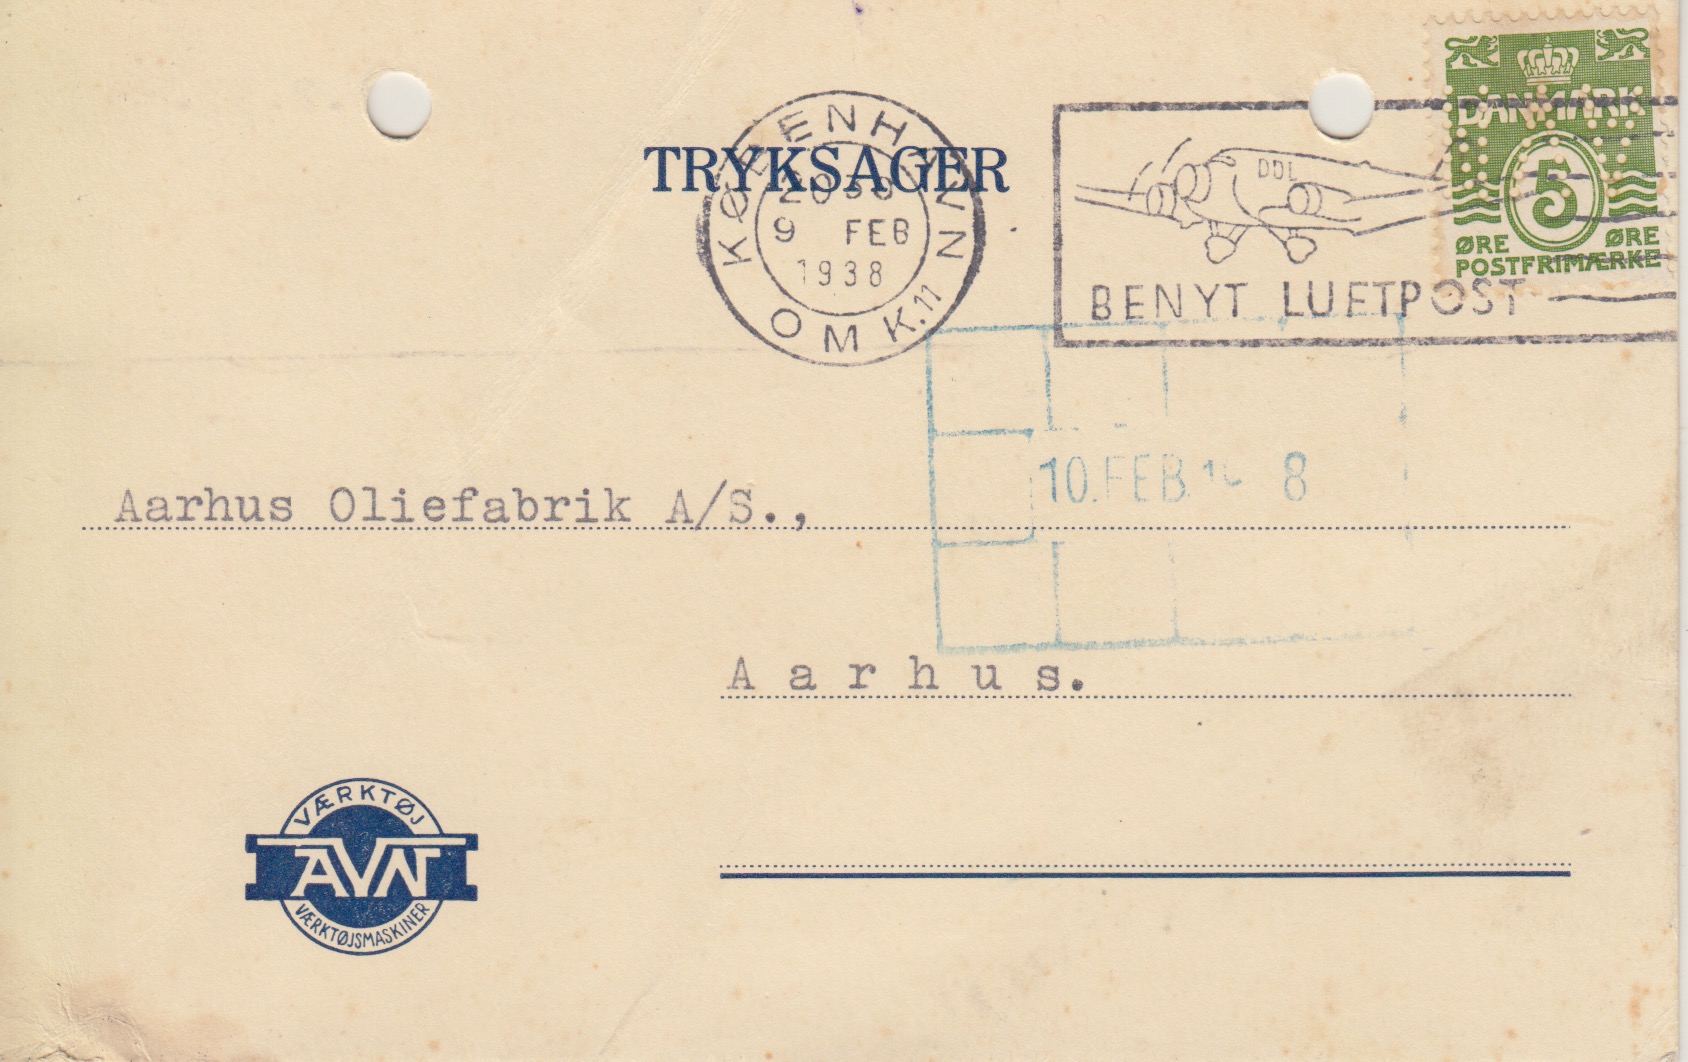 TRYKSAGER
KØBENHAVN
9 FEB
1938
OMK.11
DDL
BENYT LUFTPOST
DANMARK
5
ØRE ØRE
POSTFRIMÆRKE
10.FEB. 8
Aarhus Oliefabrik A/S.,
Aarhus.
VÆRKTØJ
AVN
VÆRKTØJSMASKINER